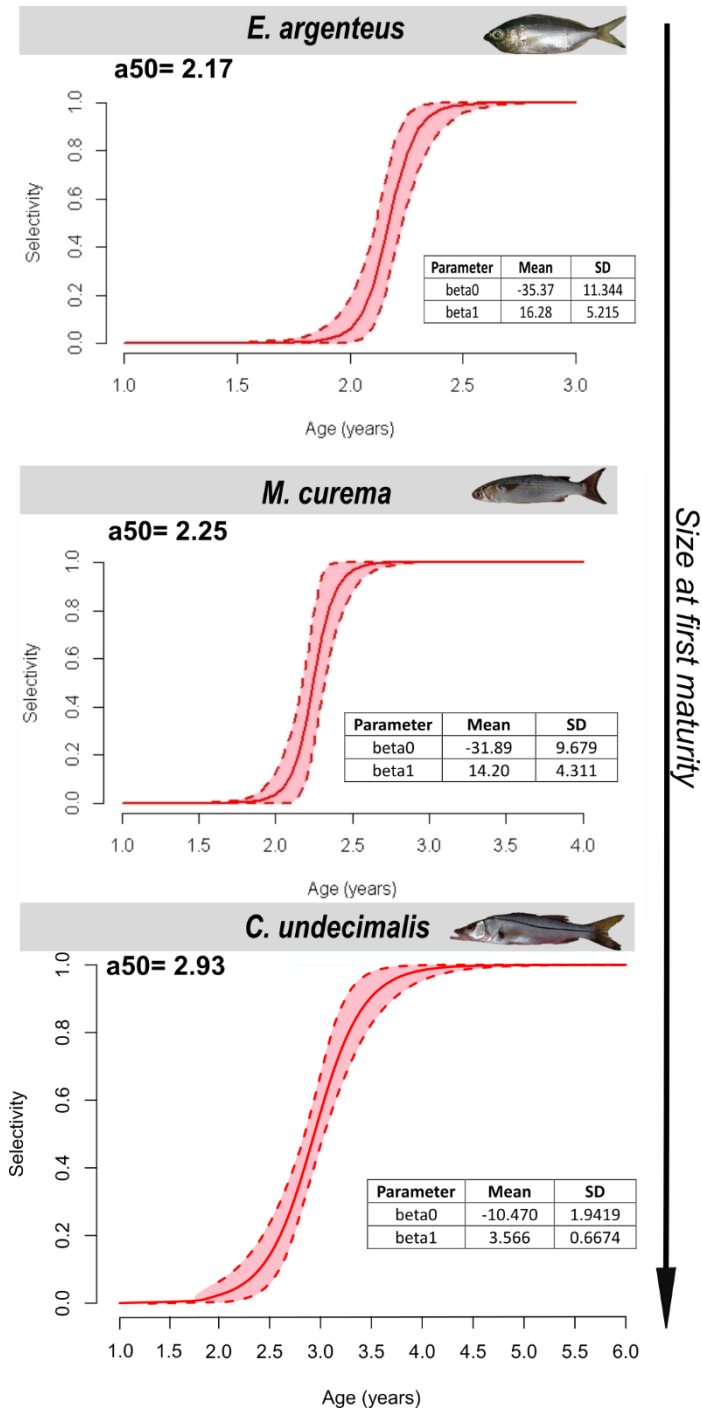 E. argenteus
a50= 2.17
1.0
0.8
0.6
0.4
0.2
0.0
Selectivity
Parameter Mean SD
beta0 -35.37 11.344
beta1 16.28 5.215
1.0 1.5 2.0 2.5 3.0
Age (years)
M. curema
a50= 2.25
1.0
0.8
0.6
0.4
0.2
0.0
Selectivity
Parameter Mean SD
beta0 -31.89 9.679
beta1 14.20 4.311
1.0 1.5 2.0 2.5 3.0 3.5 4.0
Age (years)
C. undecimalis
a50= 2.93
1.0
0.8
0.6
0.4
0.2
0.0
Selectivity
Parameter Mean SD
beta0 -10.470 1.9419
beta1 3.566 0.6674
1.0 1.5 2.0 2.5 3.0 3.5 4.0 4.5 5.0 5.5 6.0
Age (years)
Size at first maturity